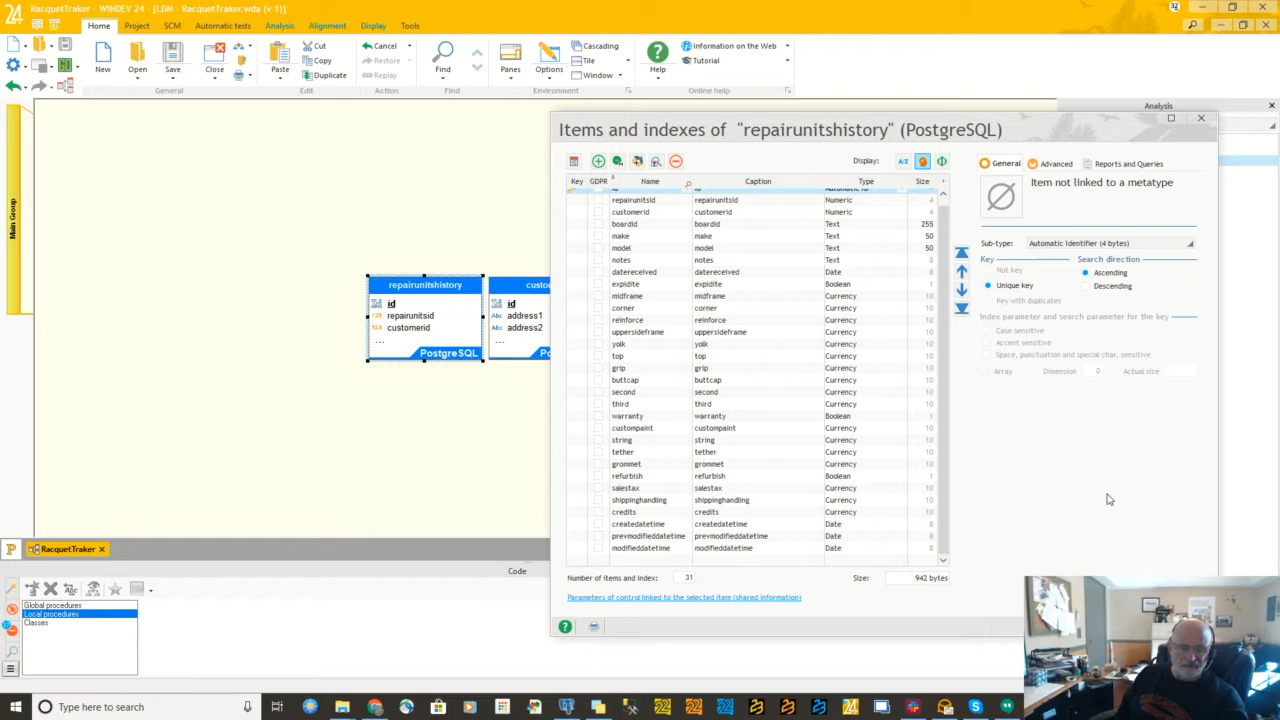 RacquetTraker - WINDEV 24 - [LDM - RacquetTraker.wda (v 1)]
32
24
Home Project SCM Automatic tests Analysis Alignment Display Tools
New Open Save Close
Cut
Copy
Duplicate
Paste
Cancel
Restore
Replay
Find
Panes Options
Cascading
Tile
Window
Help
Information on the Web
Tutorial
General Edit Action Find Environment Online help
Analysis
Main Group
repairunitshistory
id
repairunitsid
customerid
...
PostgreSQL
custo
id
address1
address2
...
Items and indexes of "repairunitshistory" (PostgreSQL)
Display: A/Z
Key GDPR Name Caption Type Size
repairunitsid repairunitsid Numeric 4
customerid customerid Numeric 4
boardid boardid Text 255
make make Text 50
model model Text 50
notes notes Text 8
datereceived datereceived Date 8
expidite expidite Boolean 1
midframe midframe Currency 10
corner corner Currency 10
reinforce reinforce Currency 10
uppersideframe uppersideframe Currency 10
yolk yolk Currency 10
top top Currency 10
grip grip Currency 10
buttcap buttcap Currency 10
second second Currency 10
third third Currency 10
warranty warranty Boolean 1
custompaint custompaint Currency 10
string string Currency 10
tether tether Currency 10
grommet grommet Currency 10
refurbish refurbish Boolean 1
salestax salestax Currency 10
shippinghandling shippinghandling Currency 10
credits credits Currency 10
createdatetime createdatetime Date 8
prevmodifieddatetime prevmodifieddatetime Date 8
modifieddatetime modifieddatetime Date 8
Number of items and index: 31 Size: 942 bytes
Parameters of control linked to the selected item (shared information)
General Advanced Reports and Queries
Item not linked to a metatype
Sub-type: Automatic Identifier (4 bytes)
Key Search direction
Not key Ascending
Unique key Descending
Key with duplicates
Index parameter and search parameter for the key
Case sensitive
Accent sensitive
Space, punctuation and special char. sensitive
Array Dimension 0 Actual size
P RacquetTraker
Code
Global procedures
Local procedures
Classes
Type here to search